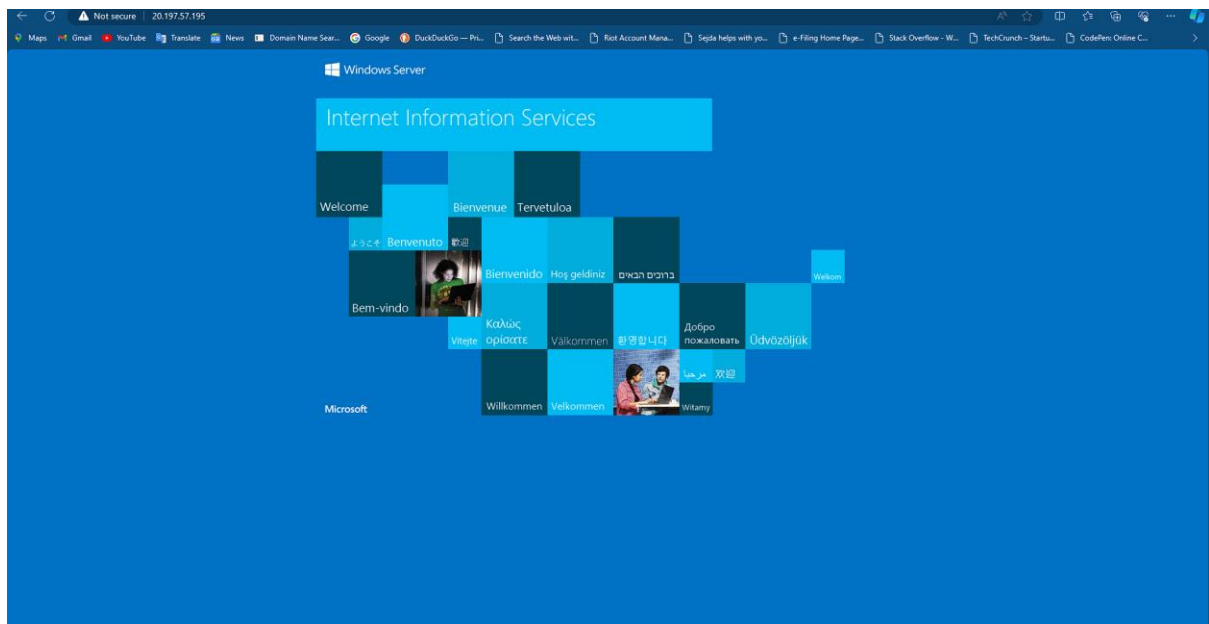 Not secure 20.197.57.195
Maps Gmail YouTube Translate News Domain Name Sear... Google DuckDuckGo — Pri... Search the Web wit... Riot Account Mana... Sejda helps with yo... e-Filing Home Page... Stack Overflow - W... TechCrunch – Startu... CodePen: Online C...
Windows Server
Internet Information Services
Welcome Bienvenue Tervetuloa
ようこそ Benvenuto 歡迎
Bienvenido Hoş geldiniz ברוכים הבאים Welkom
Bem-vindo
Vítejte Καλώς
ορίσατε Välkommen 환영합니다 Добро
пожаловать Üdvözöljük
مرحبا 欢迎
Microsoft Willkommen Velkommen Witamy